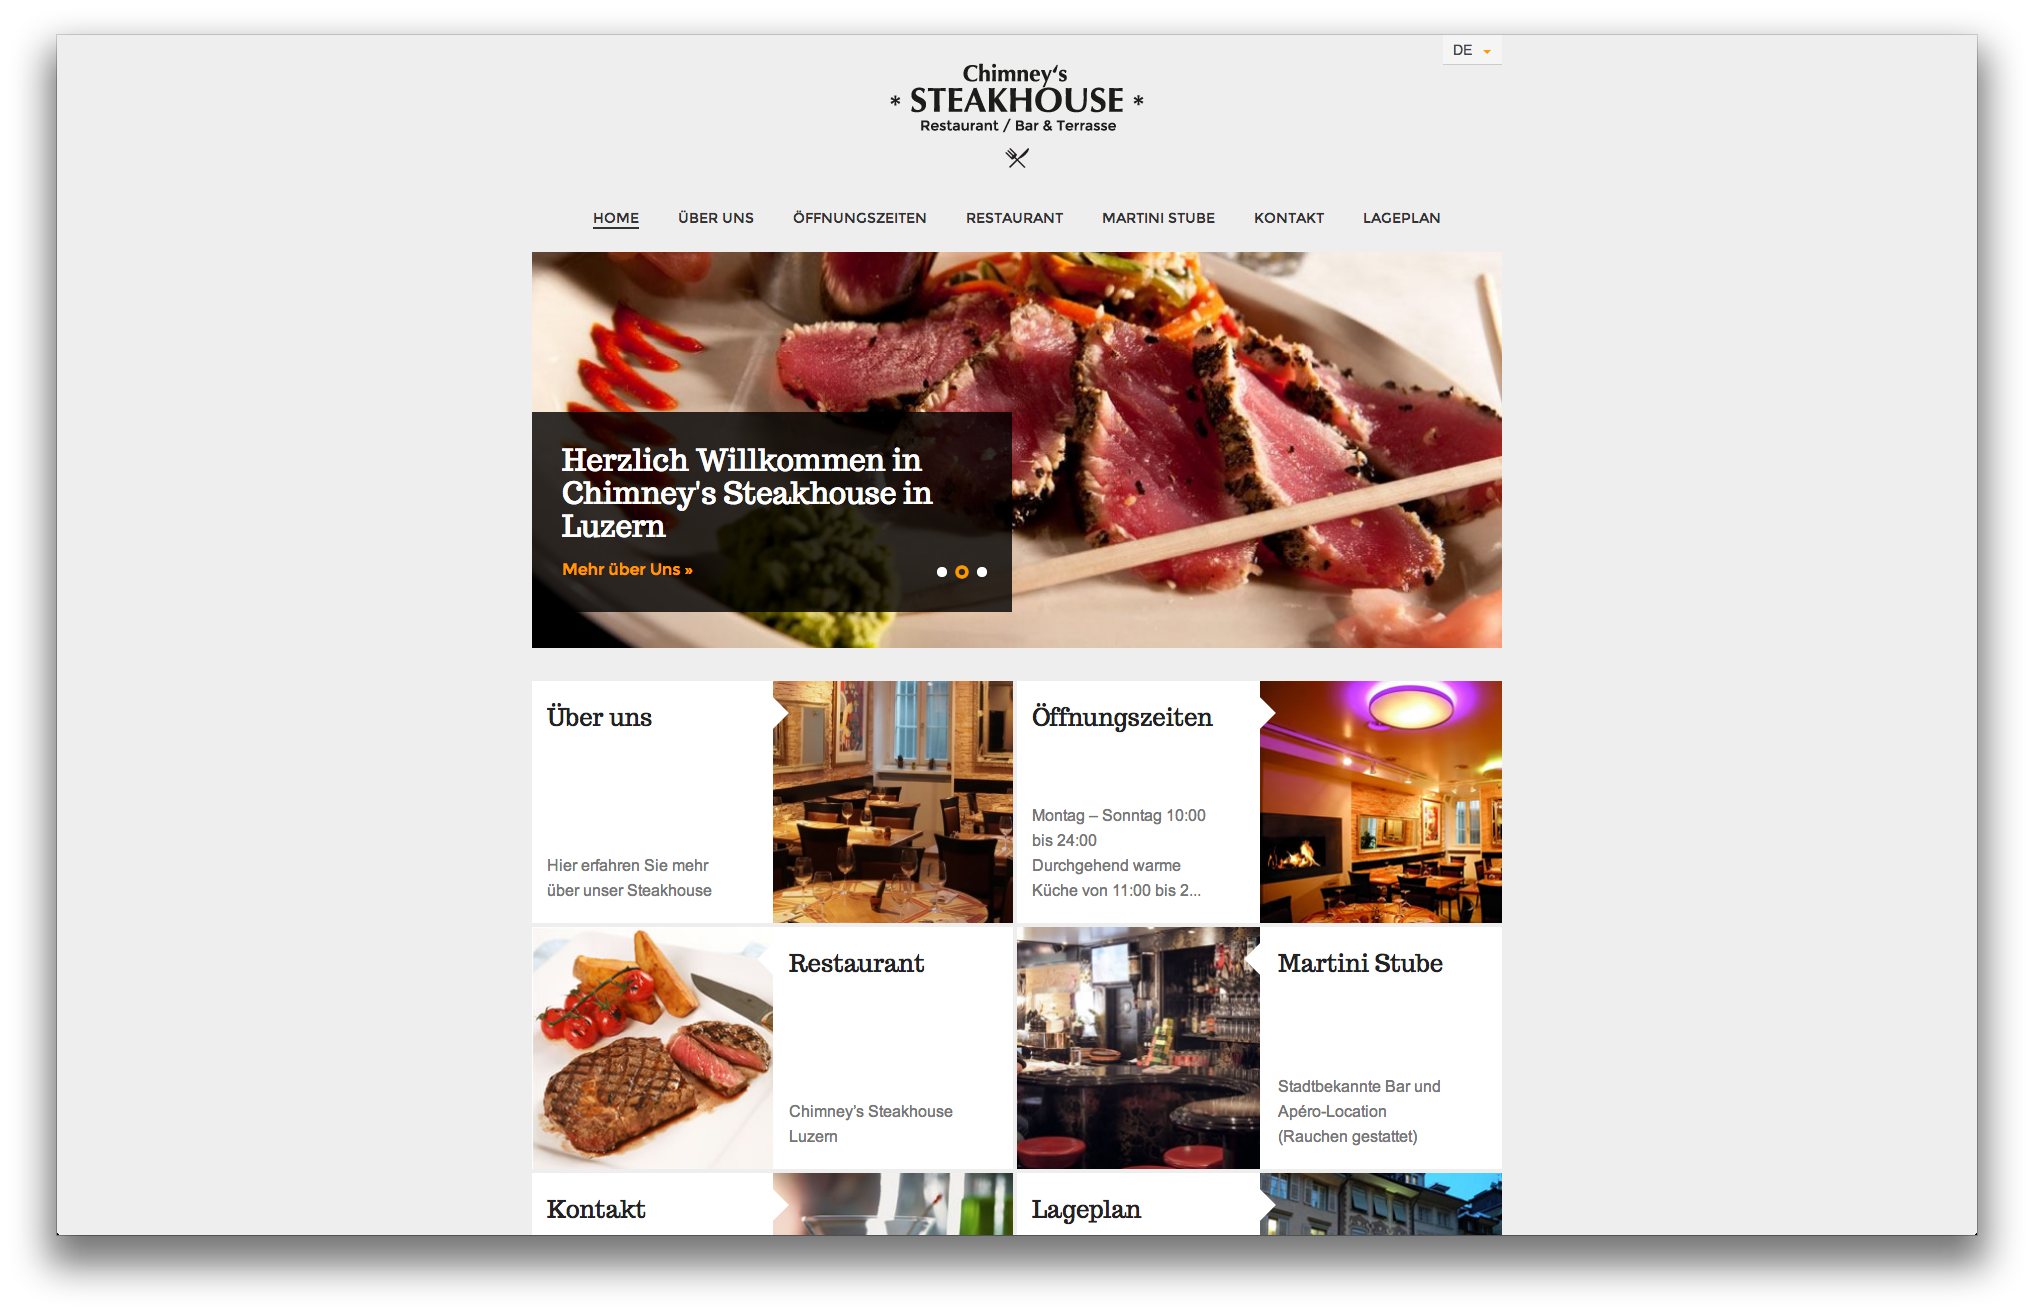 DE
Chimney‘s
* STEAKHOUSE *
Restaurant / Bar & Terrasse
HOME ÜBER UNS ÖFFNUNGSZEITEN RESTAURANT MARTINI STUBE KONTAKT LAGEPLAN
Herzlich Willkommen in
Chimney's Steakhouse in
Luzern
Mehr über Uns »
Über uns
Hier erfahren Sie mehr
über unser Steakhouse
Öffnungszeiten
Montag – Sonntag 10:00
bis 24:00
Durchgehend warme
Küche von 11:00 bis 2...
Restaurant
Chimney's Steakhouse
Luzern
Martini Stube
Stadtbekannte Bar und
Apéro-Location
(Rauchen gestattet)
Kontakt
Lageplan